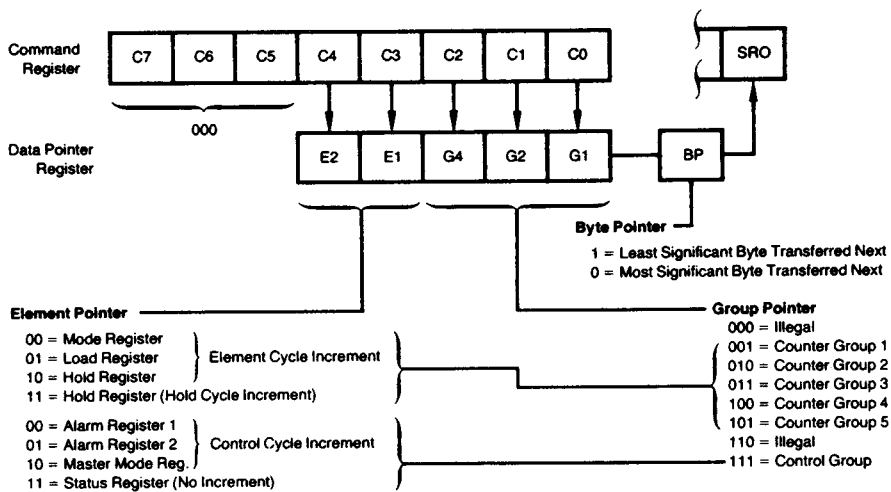 Command Register
C7 C6 C5 C4 C3 C2 C1 C0
SRO
000
Data Pointer Register
E2 E1 G4 G2 G1
BP
Byte Pointer
1 = Least Significant Byte Transferred Next
0 = Most Significant Byte Transferred Next
Element Pointer
00 = Mode Register
01 = Load Register
10 = Hold Register
Element Cycle Increment
11 = Hold Register (Hold Cycle Increment)
00 = Alarm Register 1
01 = Alarm Register 2
10 = Master Mode Reg.
Control Cycle Increment
11 = Status Register (No Increment)
Group Pointer
000 = Illegal
001 = Counter Group 1
010 = Counter Group 2
011 = Counter Group 3
100 = Counter Group 4
101 = Counter Group 5
110 = Illegal
111 = Control Group